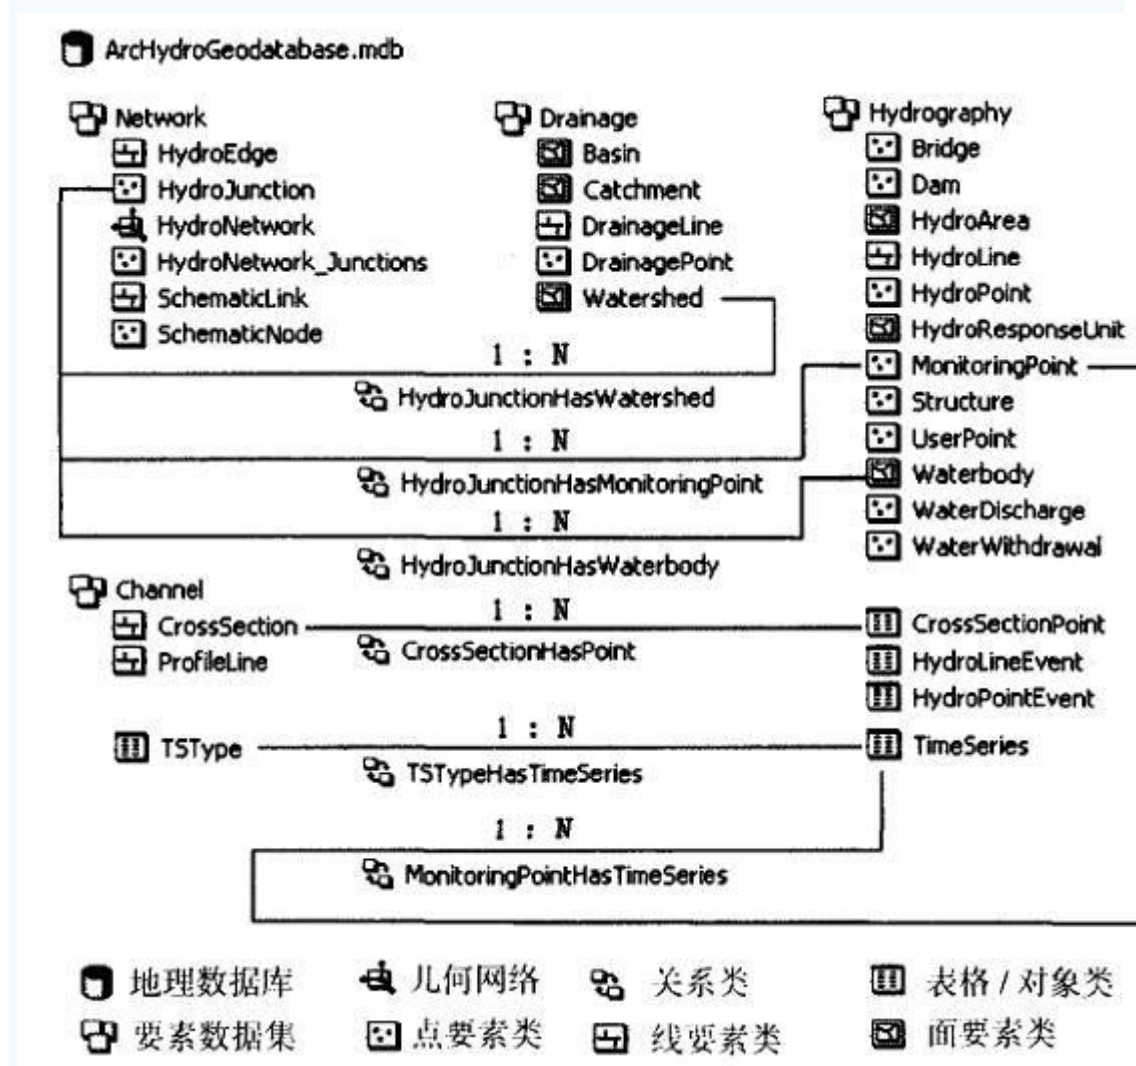 ArcHydroGeodatabase.mdb
Network
HydroEdge
HydroJunction
HydroNetwork
HydroNetwork_Junctions
SchematicLink
SchematicNode
Drainage
Basin
Catchment
DrainageLine
DrainagePoint
Watershed
Hydrography
Bridge
Dam
HydroArea
HydroLine
HydroPoint
HydroResponseUnit
MonitoringPoint
Structure
UserPoint
Waterbody
WaterDischarge
WaterWithdrawal
1 : N
HydroJunctionHasWatershed
1 : N
HydroJunctionHasMonitoringPoint
1 : N
HydroJunctionHasWaterbody
Channel
CrossSection
ProfileLine
1 : N
CrossSectionHasPoint
CrossSectionPoint
HydroLineEvent
HydroPointEvent
TSType
1 : N
TSTypeHasTimeSeries
TimeSeries
1 : N
MonitoringPointHasTimeSeries
地理数据库
几何网络
关系类
表格 / 对象类
要素数据集
点要素类
线要素类
面要素类